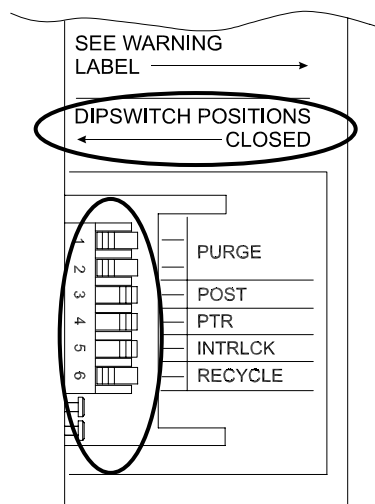 SEE WARNING
LABEL
DIPSWITCH POSITIONS
CLOSED
1
2
3
4
5
6
PURGE
POST
PTR
INTRLCK
RECYCLE